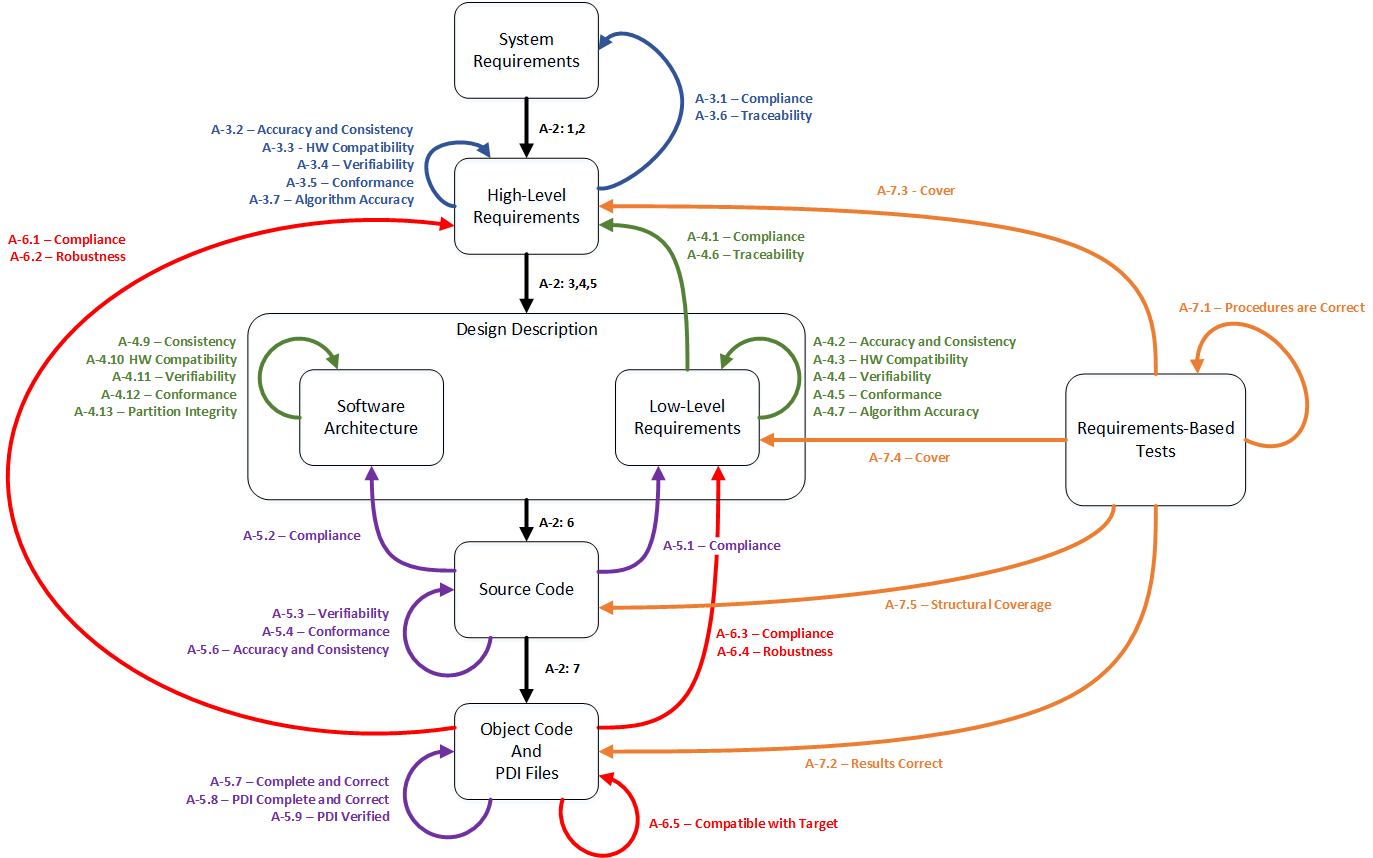 System
Requirements
A-3.1 – Compliance
A-3.6 – Traceability
A-2: 1,2
A-3.2 – Accuracy and Consistency
A-3.3 - HW Compatibility
A-3.4 – Verifiability
A-3.5 – Conformance
A-3.7 – Algorithm Accuracy
High-Level
Requirements
A-7.3 - Cover
A-6.1 – Compliance
A-6.2 – Robustness
A-4.1 – Compliance
A-4.6 – Traceability
A-2: 3,4,5
A-7.1 – Procedures are Correct
Design Description
A-4.9 – Consistency
A-4.10 HW Compatibility
A-4.11 – Verifiability
A-4.12 – Conformance
A-4.13 – Partition Integrity
Software
Architecture
Low-Level
Requirements
A-4.2 – Accuracy and Consistency
A-4.3 – HW Compatibility
A-4.4 – Verifiability
A-4.5 – Conformance
A-4.7 – Algorithm Accuracy
Requirements-Based
Tests
A-7.4 – Cover
A-2: 6
A-5.2 – Compliance
A-5.1 – Compliance
Source Code
A-7.5 – Structural Coverage
A-5.3 – Verifiability
A-5.4 – Conformance
A-5.6 – Accuracy and Consistency
A-6.3 – Compliance
A-6.4 – Robustness
A-2: 7
Object Code
And
PDI Files
A-7.2 – Results Correct
A-5.7 – Complete and Correct
A-5.8 – PDI Complete and Correct
A-5.9 – PDI Verified
A-6.5 – Compatible with Target